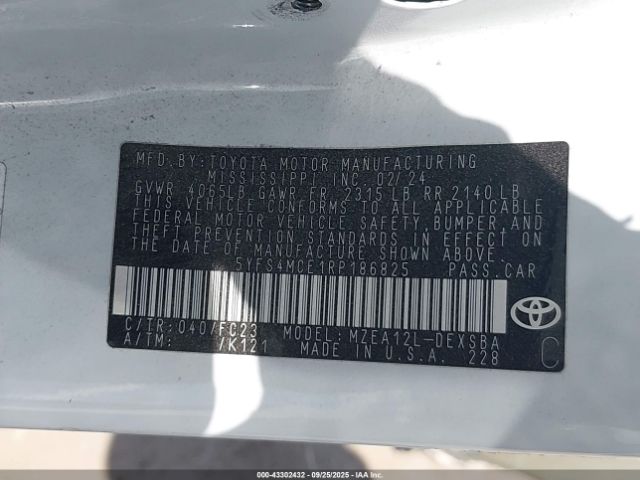 MFD. BY: TOYOTA MOTOR MANUFACTURING
MISSISSIPPI, INC. 02/24
GVWR 4065LB GAWR FR 2315LB RR 2140LB
THIS VEHICLE CONFORMS TO ALL APPLICABLE
FEDERAL MOTOR VEHICLE SAFETY, BUMPER, AND
THEFT PREVENTION STANDARDS IN EFFECT ON
THE DATE OF MANUFACTURE SHOWN ABOVE.
5YFS4MCE1RP186825 PASS.CAR
C/TR: 040/FC23 MODEL: MZEA12L-DEXSBA
A/TM: /K121 MADE IN U.S.A. 228
C
000-43302432 09/25/2025 VEHICLE